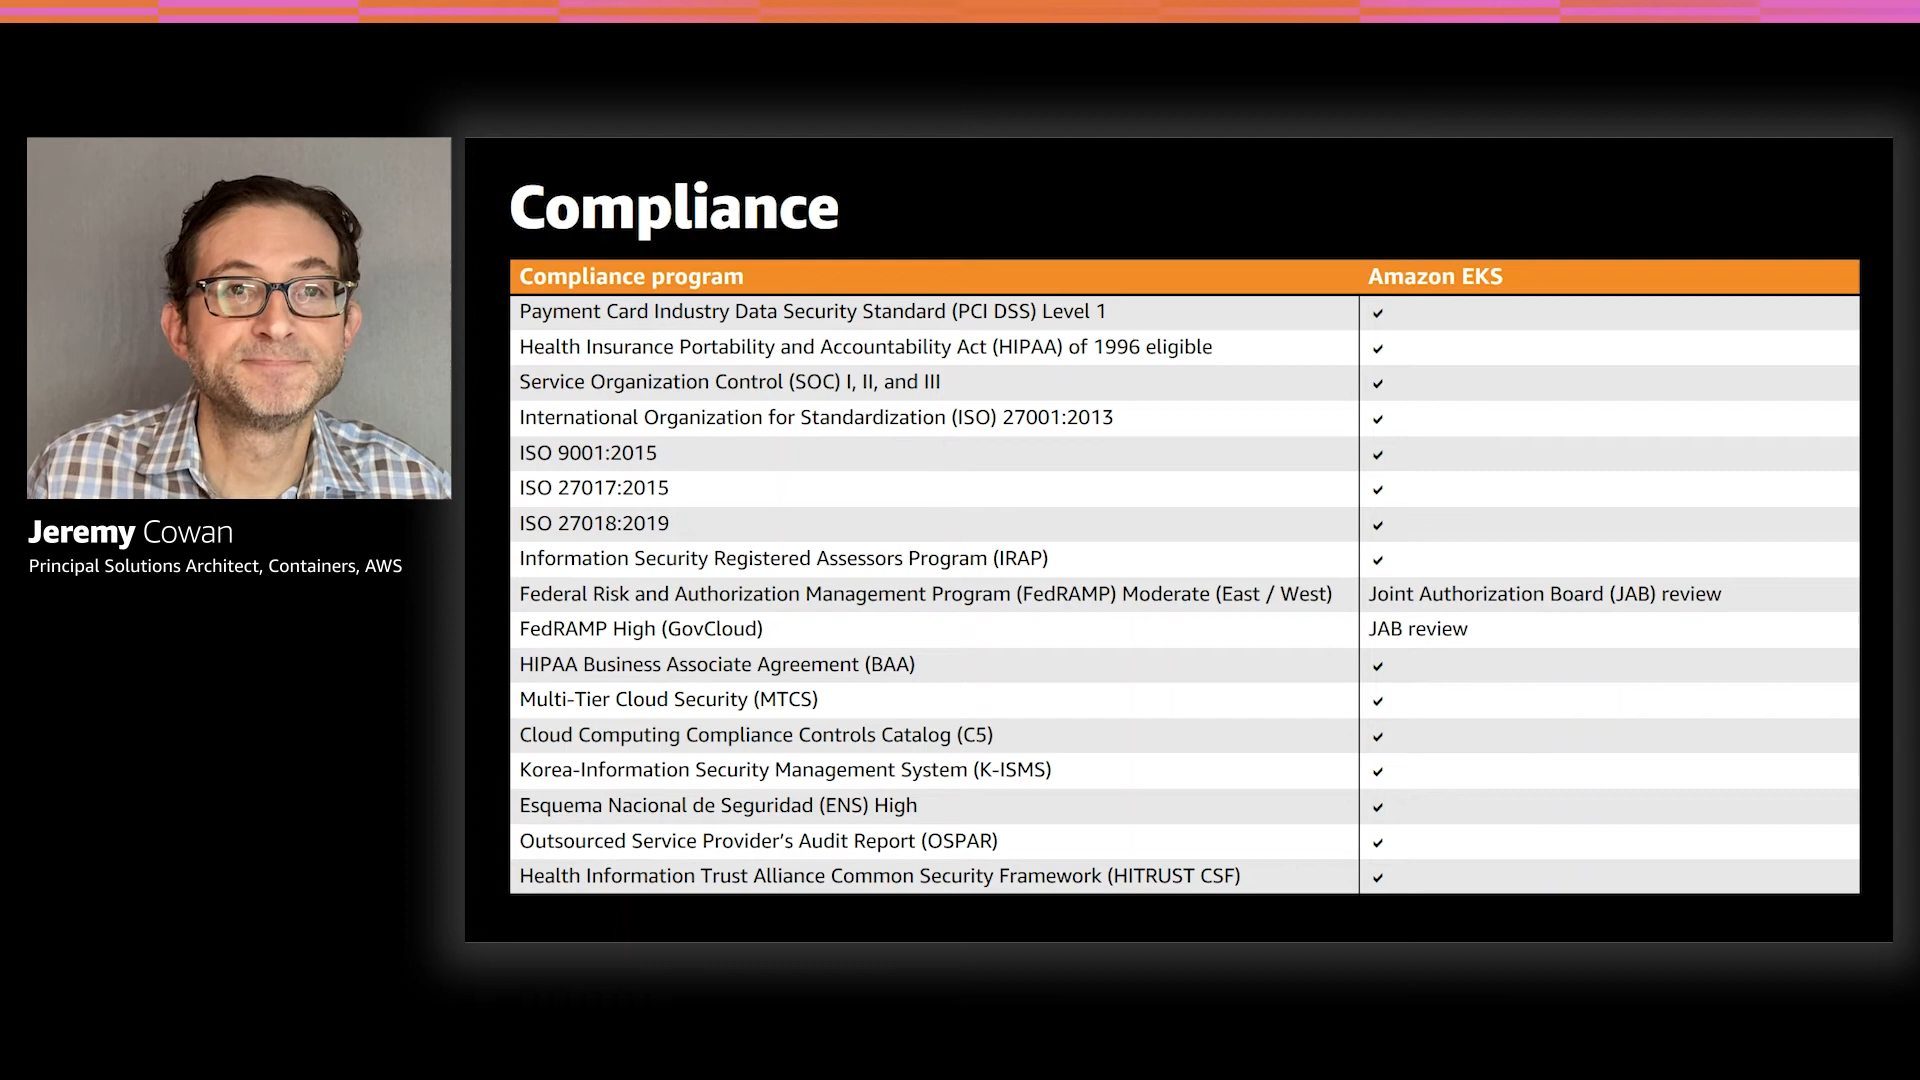 Jeremy Cowan
Principal Solutions Architect, Containers, AWS
Compliance
Compliance program Amazon EKS
Payment Card Industry Data Security Standard (PCI DSS) Level 1 ✓
Health Insurance Portability and Accountability Act (HIPAA) of 1996 eligible ✓
Service Organization Control (SOC) I, II, and III ✓
International Organization for Standardization (ISO) 27001:2013 ✓
ISO 9001:2015 ✓
ISO 27017:2015 ✓
ISO 27018:2019 ✓
Information Security Registered Assessors Program (IRAP) ✓
Federal Risk and Authorization Management Program (FedRAMP) Moderate (East / West) Joint Authorization Board (JAB) review
FedRAMP High (GovCloud) JAB review
HIPAA Business Associate Agreement (BAA) ✓
Multi-Tier Cloud Security (MTCS) ✓
Cloud Computing Compliance Controls Catalog (C5) ✓
Korea-Information Security Management System (K-ISMS) ✓
Esquema Nacional de Seguridad (ENS) High ✓
Outsourced Service Provider’s Audit Report (OSPAR) ✓
Health Information Trust Alliance Common Security Framework (HITRUST CSF) ✓